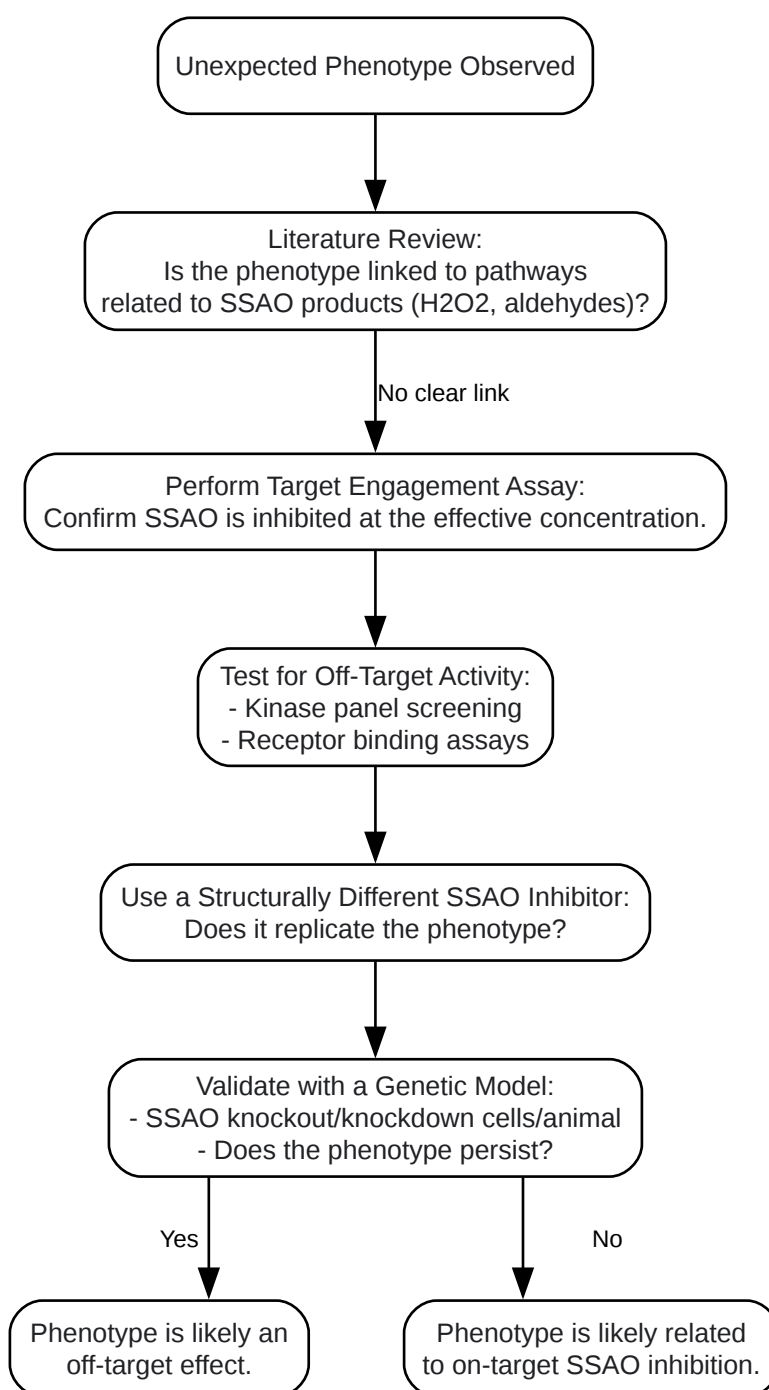 Unexpected Phenotype Observed
Literature Review:
Is the phenotype linked to pathways
related to SSAO products (H2O2, aldehydes)?
No clear link
Perform Target Engagement Assay:
Confirm SSAO is inhibited at the effective concentration.
Test for Off-Target Activity:
- Kinase panel screening
- Receptor binding assays
Use a Structurally Different SSAO Inhibitor:
Does it replicate the phenotype?
Validate with a Genetic Model:
- SSAO knockout/knockdown cells/animal
- Does the phenotype persist?
Yes
No
Phenotype is likely an
off-target effect.
Phenotype is likely related
to on-target SSAO inhibition.